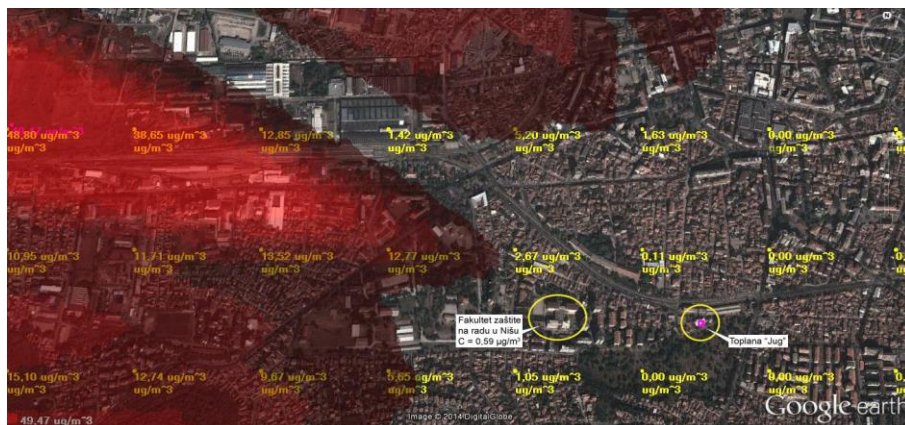 48,80 ug/m^3 38,65 ug/m^3 12,85 ug/m^3 1,42 ug/m^3 5,20 ug/m^3 1,63 ug/m^3 0,00 ug/m^3
ug/m^3 ug/m^3 ug/m^3 ug/m^3 ug/m^3 ug/m^3
10,95 ug/m^3 11,71 ug/m^3 13,52 ug/m^3 12,77 ug/m^3 2,67 ug/m^3 0,11 ug/m^3 0,00 ug/m^3
ug/m^3 ug/m^3 ug/m^3 ug/m^3 ug/m^3 ug/m^3 ug/m^3
Fakultet zaštite
na radu u Nišu
C = 0,59 µg/m³
Toplana "Jug"
15,10 ug/m^3 12,74 ug/m^3 9,67 ug/m^3 5,65 ug/m^3 1,05 ug/m^3 0,00 ug/m^3 0,00 ug/m^3
ug/m^3 ug/m^3 ug/m^3 ug/m^3 ug/m^3 ug/m^3 ug/m^3
49,47 ug/m^3
Image © 2014 DigitalGlobe
Google earth